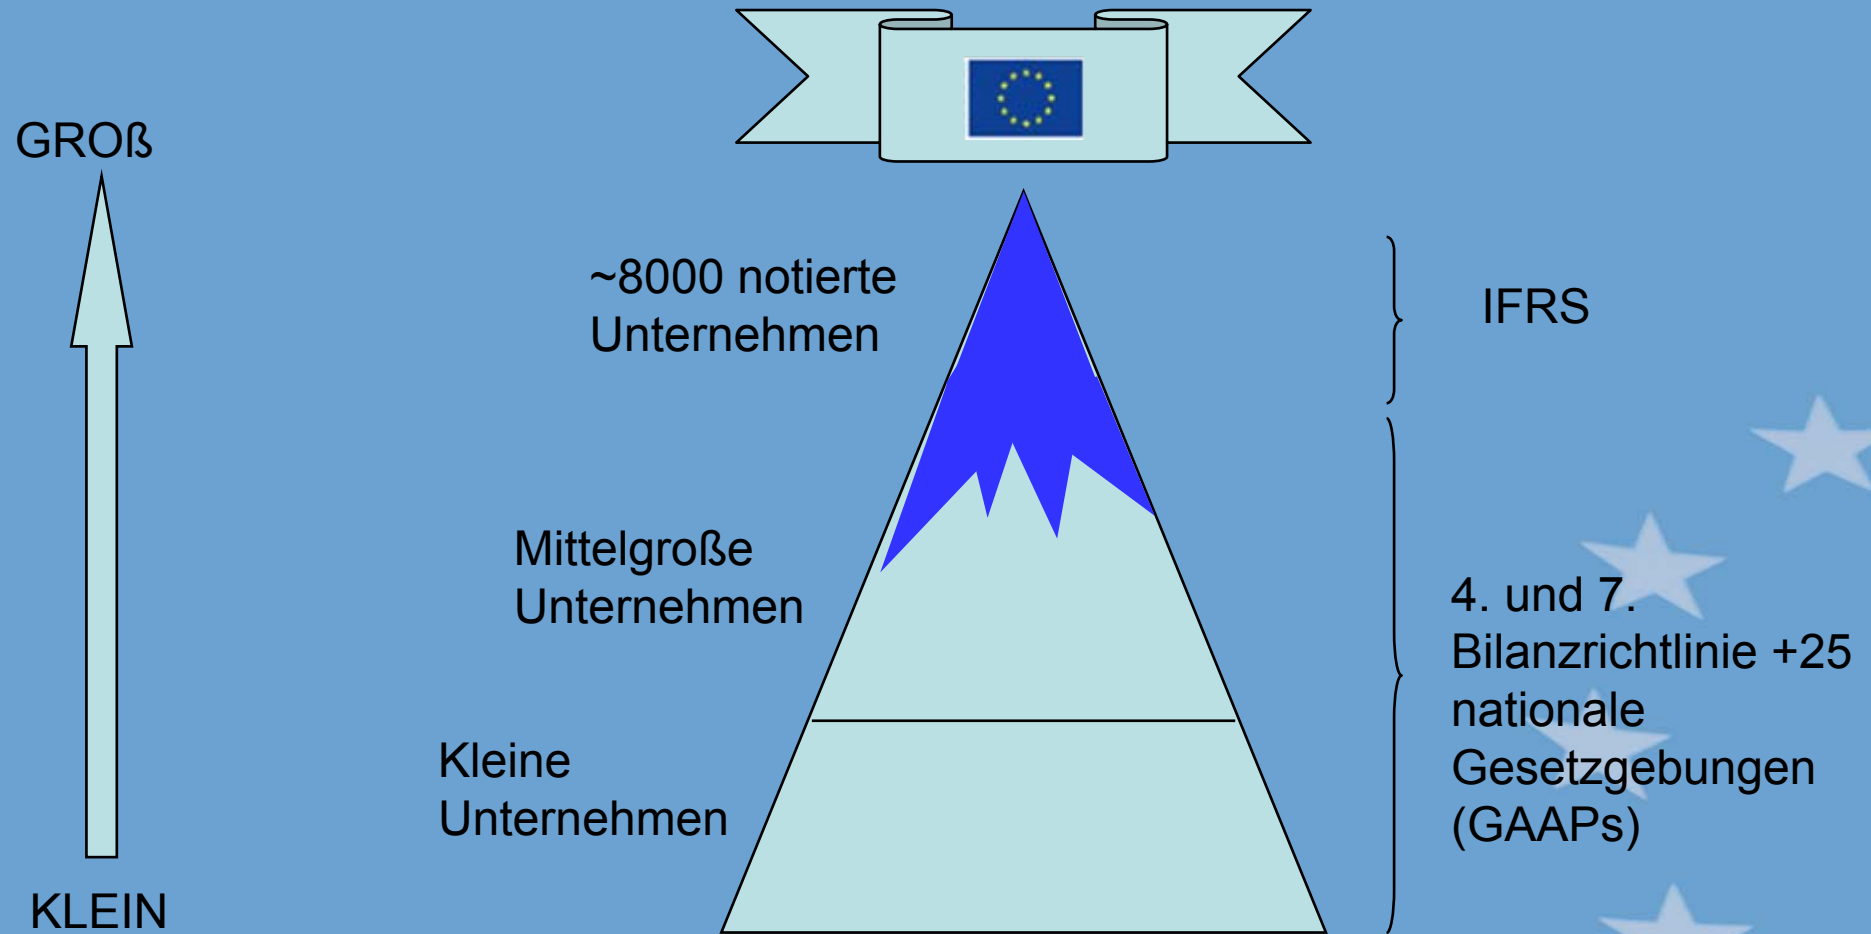 GROß
~8000 notierte
Unternehmen
IFRS
Mittelgroße
Unternehmen
4. und 7.
Bilanzrichtlinie +25
nationale
Gesetzgebungen
(GAAPs)
Kleine
Unternehmen
KLEIN